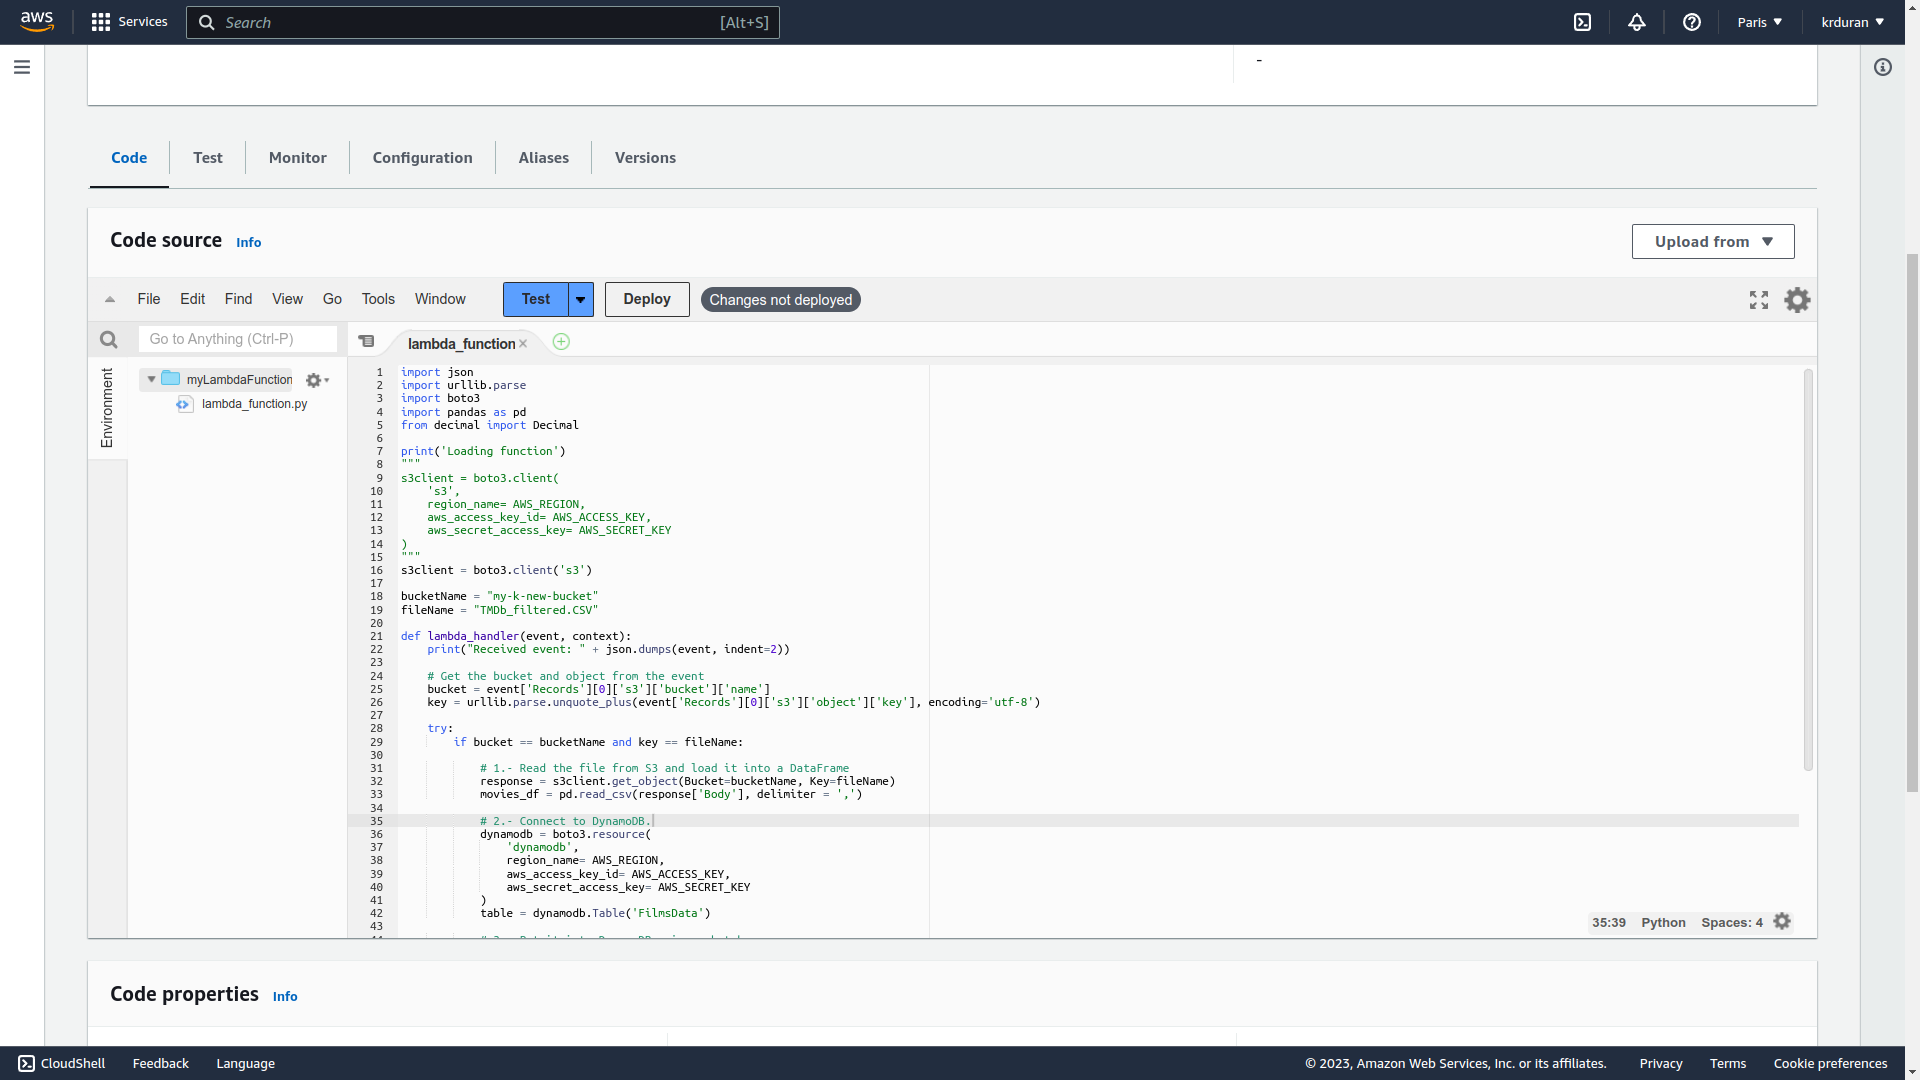 aws
Services
Search
[Alt+S]
Paris
krduran
-
Code
Test
Monitor
Configuration
Aliases
Versions
Code source Info
Upload from
File Edit Find View Go Tools Window
Test
Deploy
Changes not deployed
Go to Anything (Ctrl-P)
lambda_function
Environment
myLambdaFunction
lambda_function.py
1 import json
2 import urllib.parse
3 import boto3
4 import pandas as pd
5 from decimal import Decimal
6
7 print('Loading function')
8 """
9 s3client = boto3.client(
10     's3',
11     region_name= AWS_REGION,
12     aws_access_key_id= AWS_ACCESS_KEY,
13     aws_secret_access_key= AWS_SECRET_KEY
14 )
15 """
16 s3client = boto3.client('s3')
17
18 bucketName = "my-k-new-bucket"
19 fileName = "TMDb_filtered.CSV"
20
21 def lambda_handler(event, context):
22     print("Received event: " + json.dumps(event, indent=2))
23
24     # Get the bucket and object from the event
25     bucket = event['Records'][0]['s3']['bucket']['name']
26     key = urllib.parse.unquote_plus(event['Records'][0]['s3']['object']['key'], encoding='utf-8')
27
28     try:
29         if bucket == bucketName and key == fileName:
30
31             # 1.- Read the file from S3 and load it into a DataFrame
32             response = s3client.get_object(Bucket=bucketName, Key=fileName)
33             movies_df = pd.read_csv(response['Body'], delimiter = ',')
34
35             # 2.- Connect to DynamoDB.
36             dynamodb = boto3.resource(
37                 'dynamodb',
38                 region_name= AWS_REGION,
39                 aws_access_key_id= AWS_ACCESS_KEY,
40                 aws_secret_access_key= AWS_SECRET_KEY
41             )
42             table = dynamodb.Table('FilmsData')
43
35:39 Python Spaces: 4
Code properties Info
CloudShell
Feedback
Language
© 2023, Amazon Web Services, Inc. or its affiliates.
Privacy
Terms
Cookie preferences